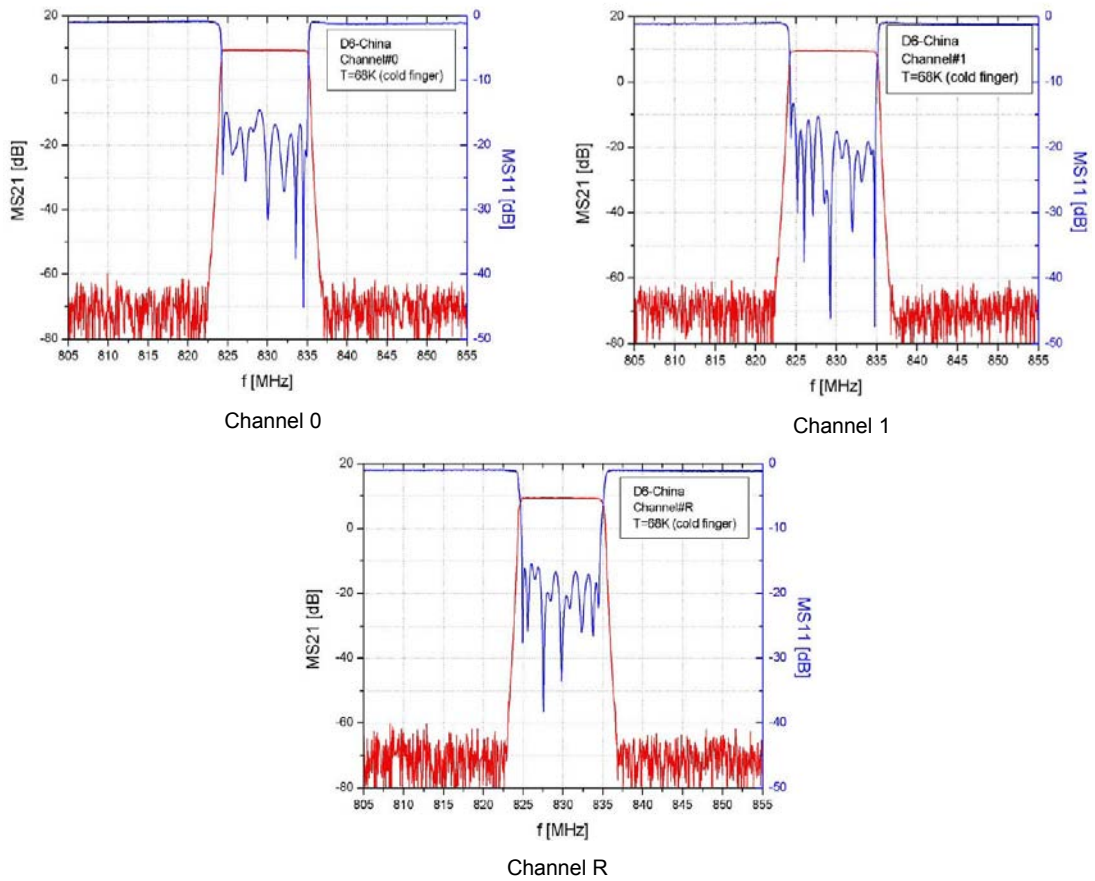 20
0
-20
-40
-60
-80
MS21 [dB]
D6-China
Channel#0
T=68K (cold finger)
0
-10
-20
-30
-40
-50
MS11 [dB]
805 810 815 820 825 830 835 840 845 850 855
f [MHz]
Channel 0
20
0
-20
-40
-60
-80
MS21 [dB]
D6-China
Channel#1
T=68K (cold finger)
0
-10
-20
-30
-40
-50
MS11 [dB]
805 810 815 820 825 830 835 840 845 850 855
f [MHz]
Channel 1
20
0
-20
-40
-60
-80
MS21 [dB]
D6-China
Channel#R
T=68K (cold finger)
0
-10
-20
-30
-40
-50
MS11 [dB]
805 810 815 820 825 830 835 840 845 850 855
f [MHz]
Channel R